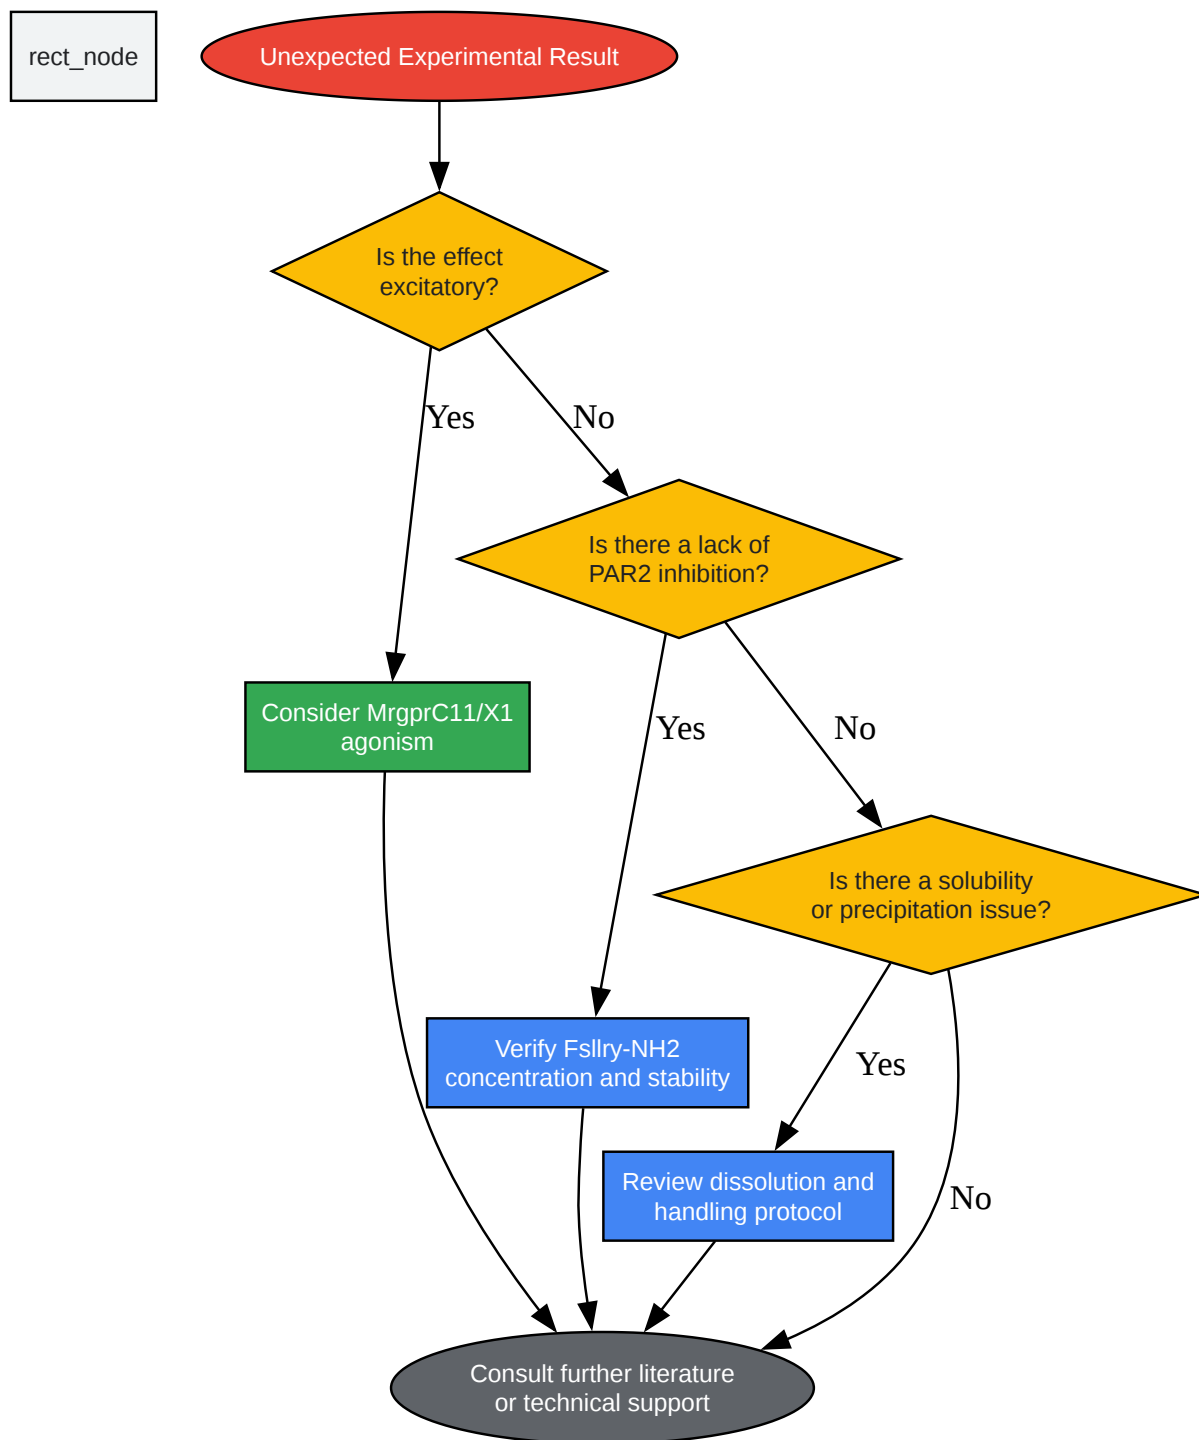 rect_node
Unexpected Experimental Result
Is the effect
excitatory?
Yes
No
Is there a lack of
PAR2 inhibition?
Consider MrgprC11/X1
agonism
Yes
No
Is there a solubility
or precipitation issue?
Verify Fsllry-NH2
concentration and stability
Yes
Review dissolution and
handling protocol
No
Consult further literature
or technical support